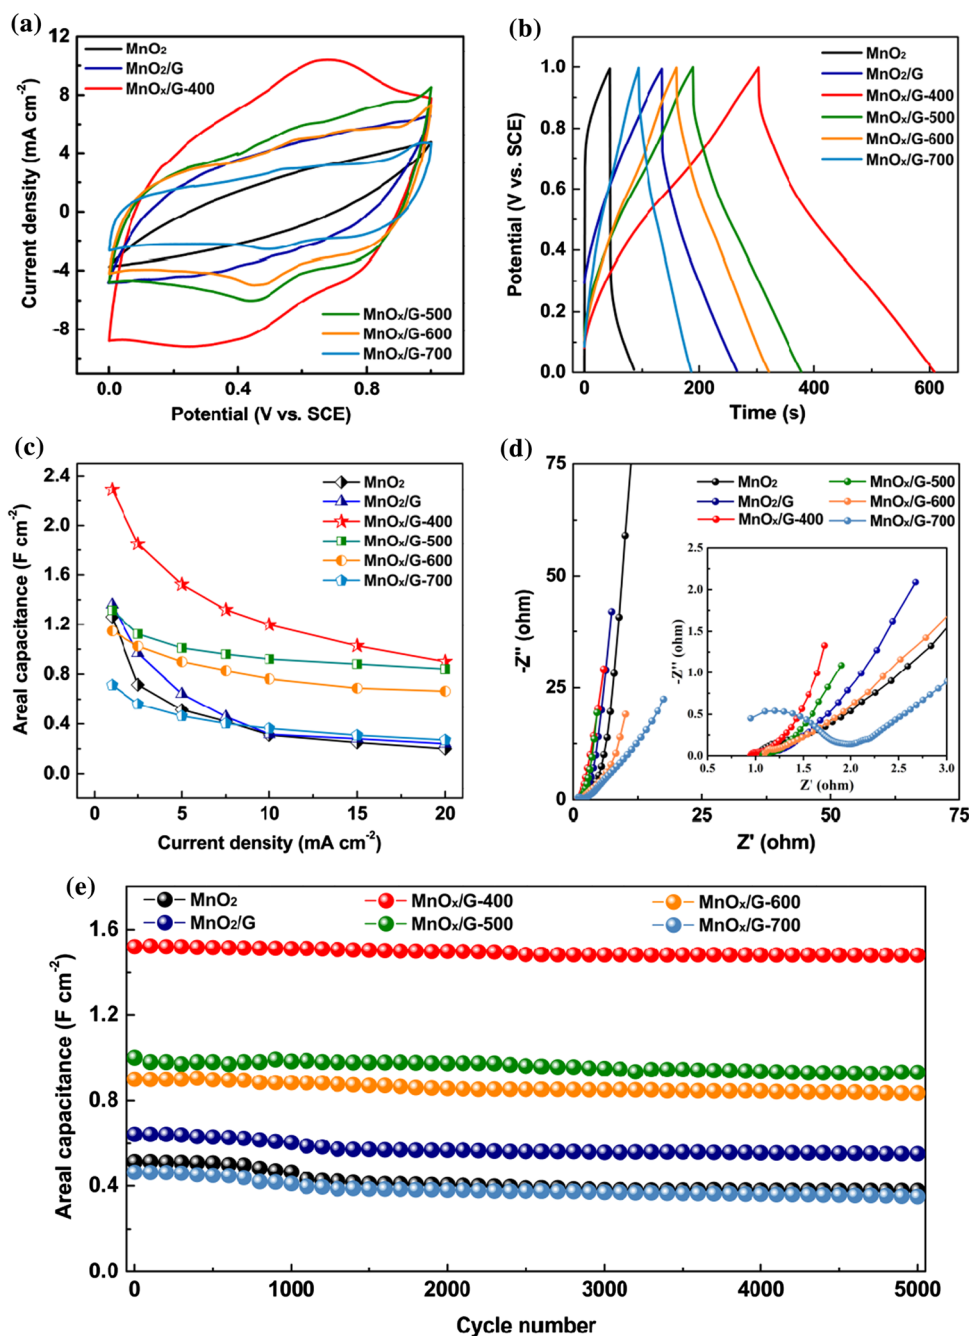 (a)
MnO₂
MnO₂/G
MnOₓ/G-400
MnOₓ/G-500
MnOₓ/G-600
MnOₓ/G-700
12
8
4
0
-4
-8
Current density (mA cm⁻²)
0.0 0.4 0.8
Potential (V vs. SCE)
(b)
MnO₂
MnO₂/G
MnOₓ/G-400
MnOₓ/G-500
MnOₓ/G-600
MnOₓ/G-700
1.0
0.8
0.6
0.4
0.2
0.0
Potential (V vs. SCE)
0 200 400 600
Time (s)
(c)
MnO₂
MnO₂/G
MnOₓ/G-400
MnOₓ/G-500
MnOₓ/G-600
MnOₓ/G-700
2.4
2.0
1.6
1.2
0.8
0.4
0.0
Areal capacitance (F cm⁻²)
0 5 10 15 20
Current density (mA cm⁻²)
(d)
MnO₂
MnO₂/G
MnOₓ/G-400
MnOₓ/G-500
MnOₓ/G-600
MnOₓ/G-700
75
50
25
0
-Z'' (ohm)
0 25 50 75
Z' (ohm)
2.5
2.0
1.5
1.0
0.5
0.0
-Z'' (ohm)
0.5 1.0 1.5 2.0 2.5 3.0
Z' (ohm)
(e)
MnO₂
MnO₂/G
MnOₓ/G-400
MnOₓ/G-500
MnOₓ/G-600
MnOₓ/G-700
1.6
1.2
0.8
0.4
0.0
Areal capacitance (F cm⁻²)
0 1000 2000 3000 4000 5000
Cycle number